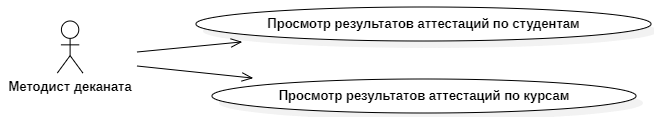 Просмотр результатов аттестаций по студентам
Методист деканата
Просмотр результатов аттестаций по курсам